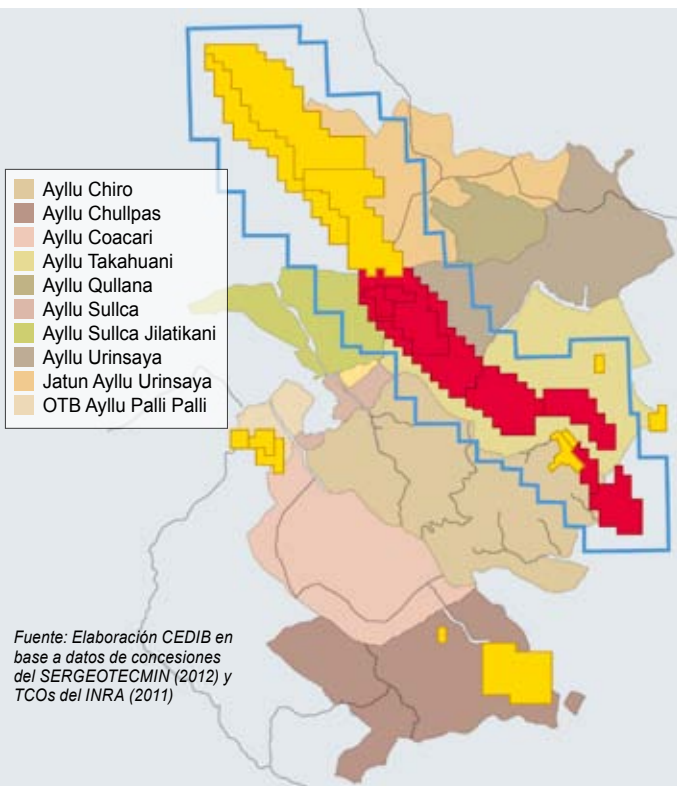 Ayllu Chiro
Ayllu Chullpas
Ayllu Coacari
Ayllu Takahuani
Ayllu Qullana
Ayllu Sullca
Ayllu Sullca Jilatikani
Ayllu Urinsaya
Jatun Ayllu Urinsaya
OTB Ayllu Palli Palli
Fuente: Elaboración CEDIB en
base a datos de concesiones
del SERGEOTECMIN (2012) y
TCOs del INRA (2011)